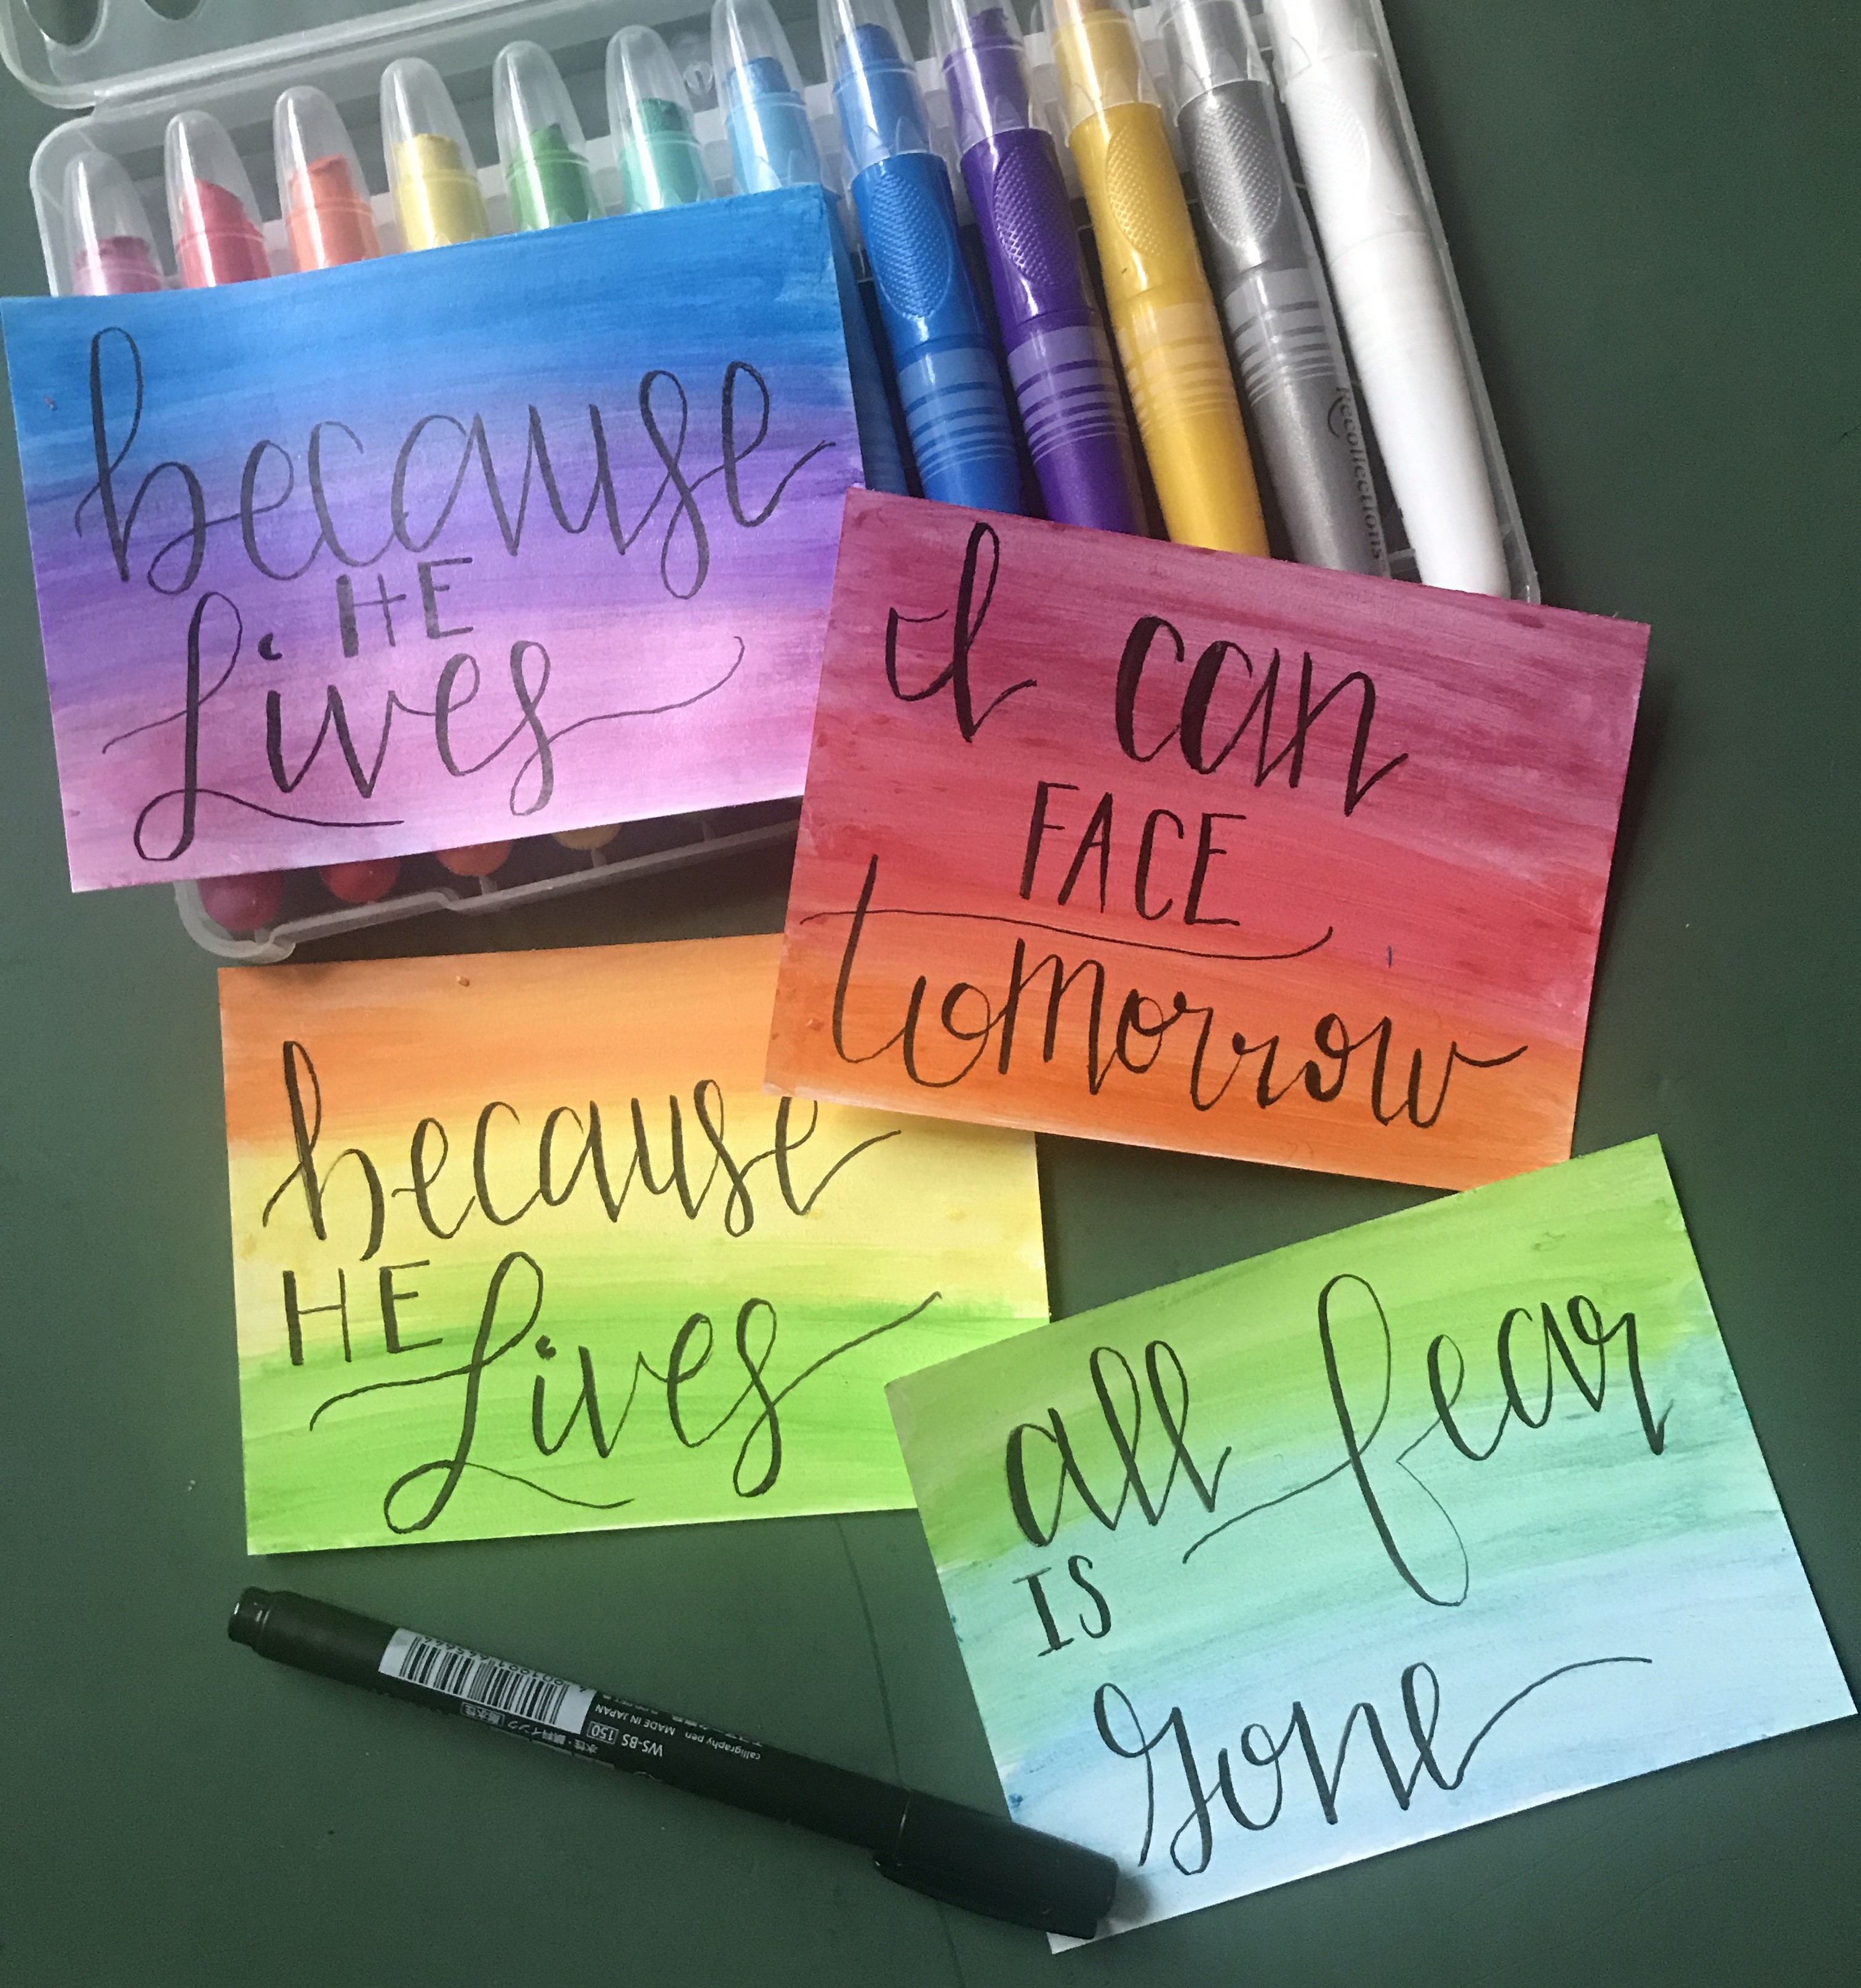 because
HE
Lives
I can
FACE
tomorrow
because
HE Lives
all fear
IS
gone
Recollections
WS-BS 150
calligraphy pen MADE IN JAPAN